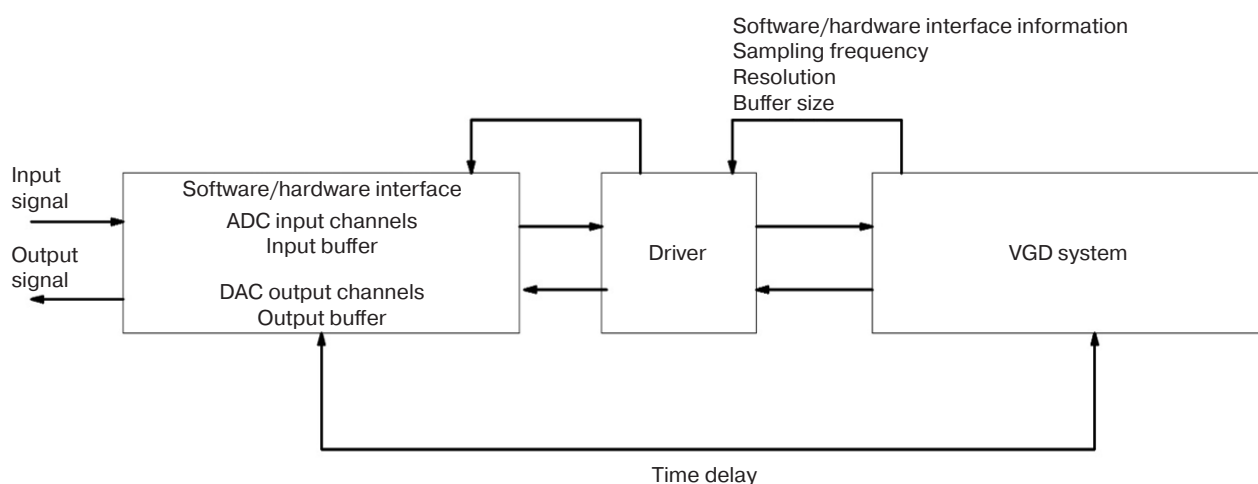 Software/hardware interface information
Sampling frequency
Resolution
Buffer size
Input
signal
Output
signal
Software/hardware interface
ADC input channels
Input buffer
DAC output channels
Output buffer
Driver
VGD system
Time delay